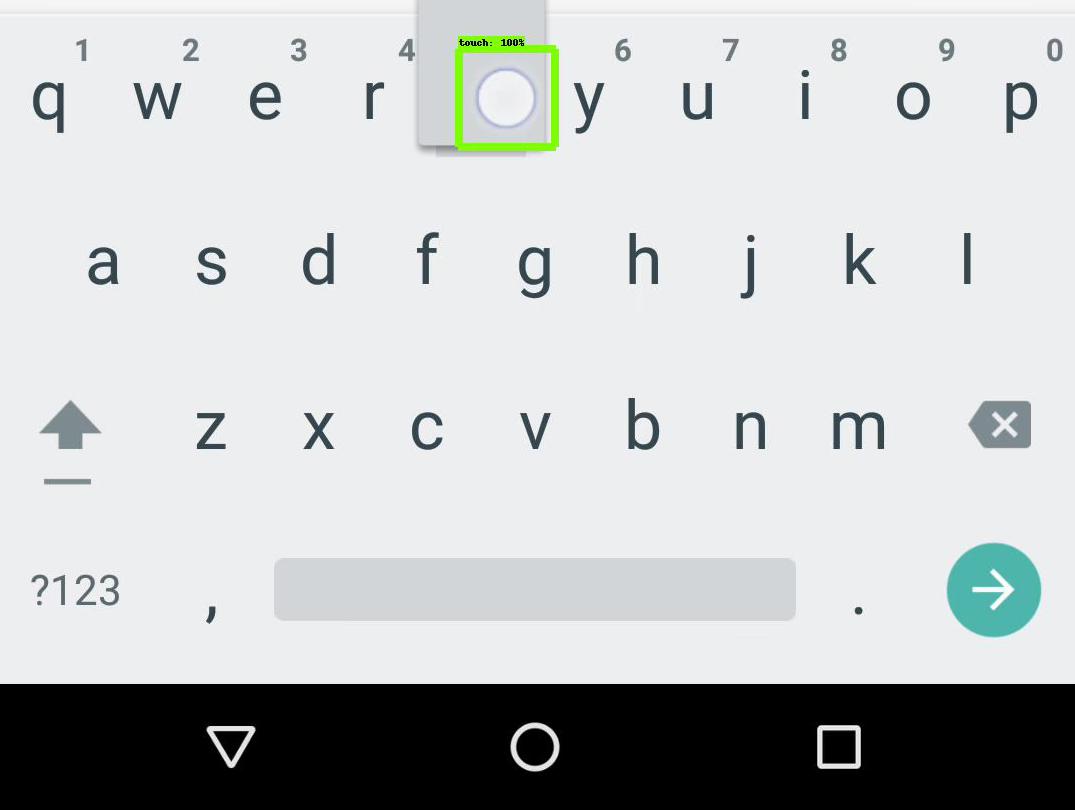 1 2 3 4 6 7 8 9 0
touch: 100%
q w e r y u i o p
a s d f g h j k l
z x c v b n m
?123 , .